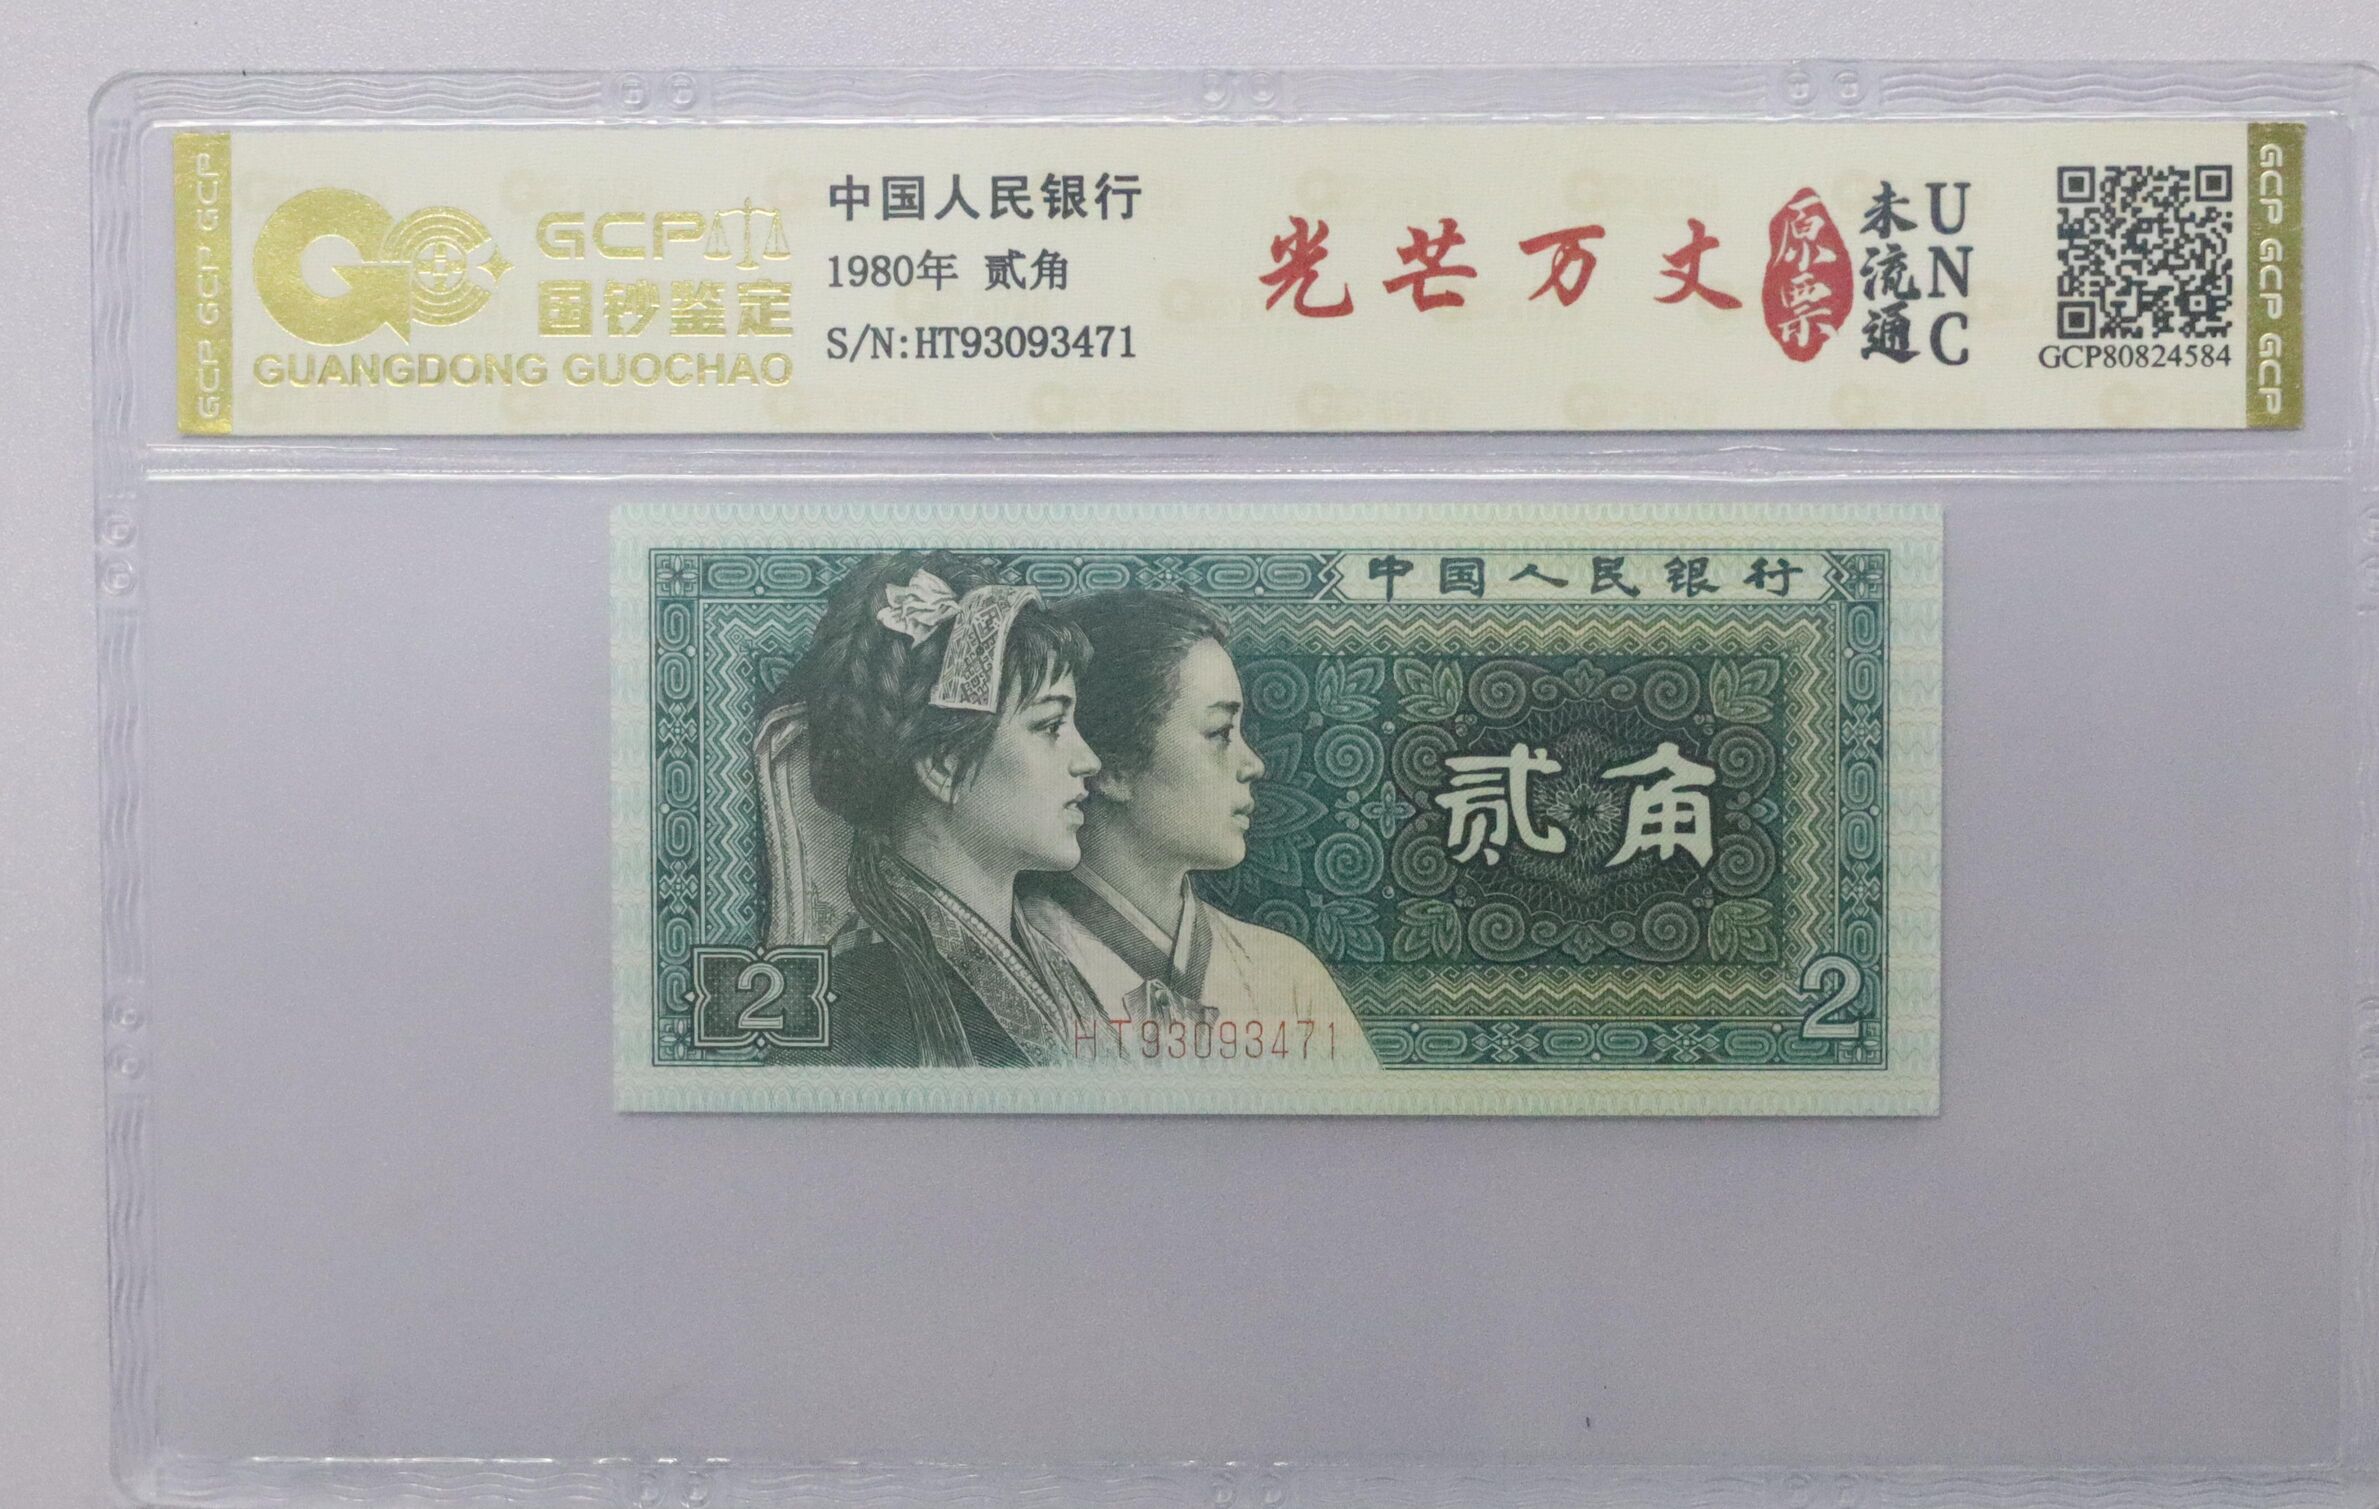 GCP GCP GCP GCP
GCP
国钞鉴定
GUANGDONG GUOCHAO
中国人民银行
1980年 贰角
S/N:HT93093471
光芒万丈
原票
未流通
UNC
GCP80824584
GCP GCP GCP GCP
中国人民银行
贰角
2
HT93093471
2